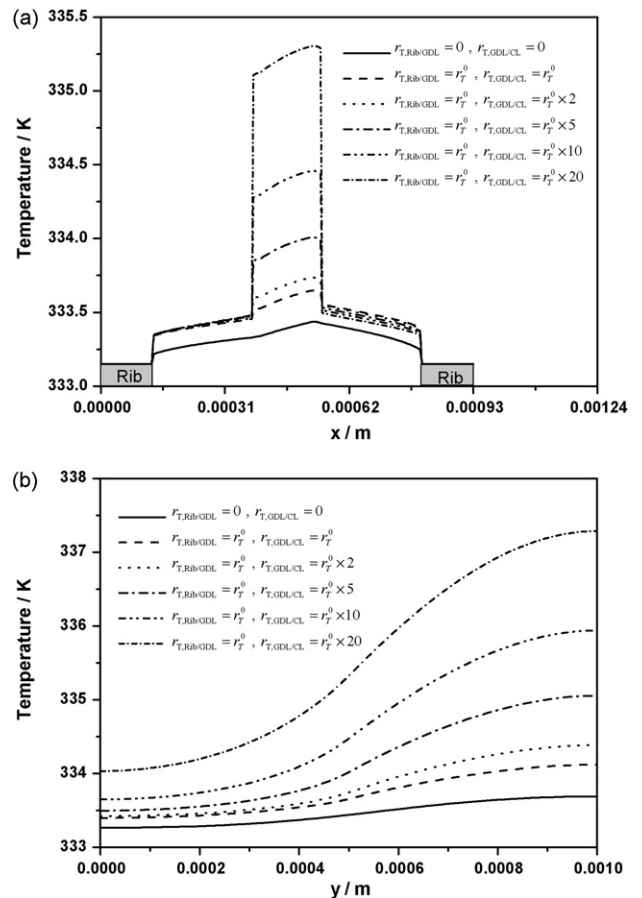 (a)
335.5
335.0
334.5
334.0
333.5
333.0
Temperature / K
r_T,Rib/GDL = 0 , r_T,GDL/CL = 0
r_T,Rib/GDL = r_T^0 , r_T,GDL/CL = r_T^0
r_T,Rib/GDL = r_T^0 , r_T,GDL/CL = r_T^0 × 2
r_T,Rib/GDL = r_T^0 , r_T,GDL/CL = r_T^0 × 5
r_T,Rib/GDL = r_T^0 , r_T,GDL/CL = r_T^0 × 10
r_T,Rib/GDL = r_T^0 , r_T,GDL/CL = r_T^0 × 20
Rib
Rib
0.00000 0.00031 0.00062 0.00093 0.00124
x / m
(b)
338
337
336
335
334
333
Temperature / K
r_T,Rib/GDL = 0 , r_T,GDL/CL = 0
r_T,Rib/GDL = r_T^0 , r_T,GDL/CL = r_T^0
r_T,Rib/GDL = r_T^0 , r_T,GDL/CL = r_T^0 × 2
r_T,Rib/GDL = r_T^0 , r_T,GDL/CL = r_T^0 × 5
r_T,Rib/GDL = r_T^0 , r_T,GDL/CL = r_T^0 × 10
r_T,Rib/GDL = r_T^0 , r_T,GDL/CL = r_T^0 × 20
0.0000 0.0002 0.0004 0.0006 0.0008 0.0010
y / m